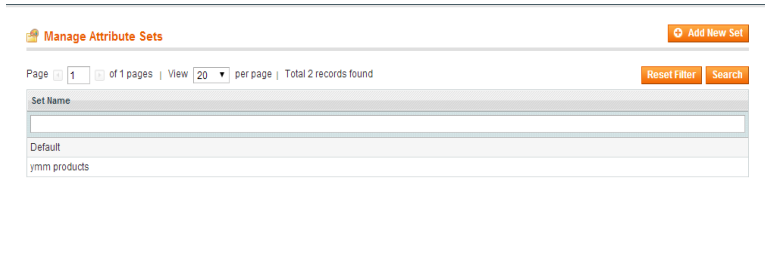 Manage Attribute Sets
Add New Set
Page 1 of 1 pages | View 20 per page | Total 2 records found
Reset Filter Search
Set Name
Default
ymm products